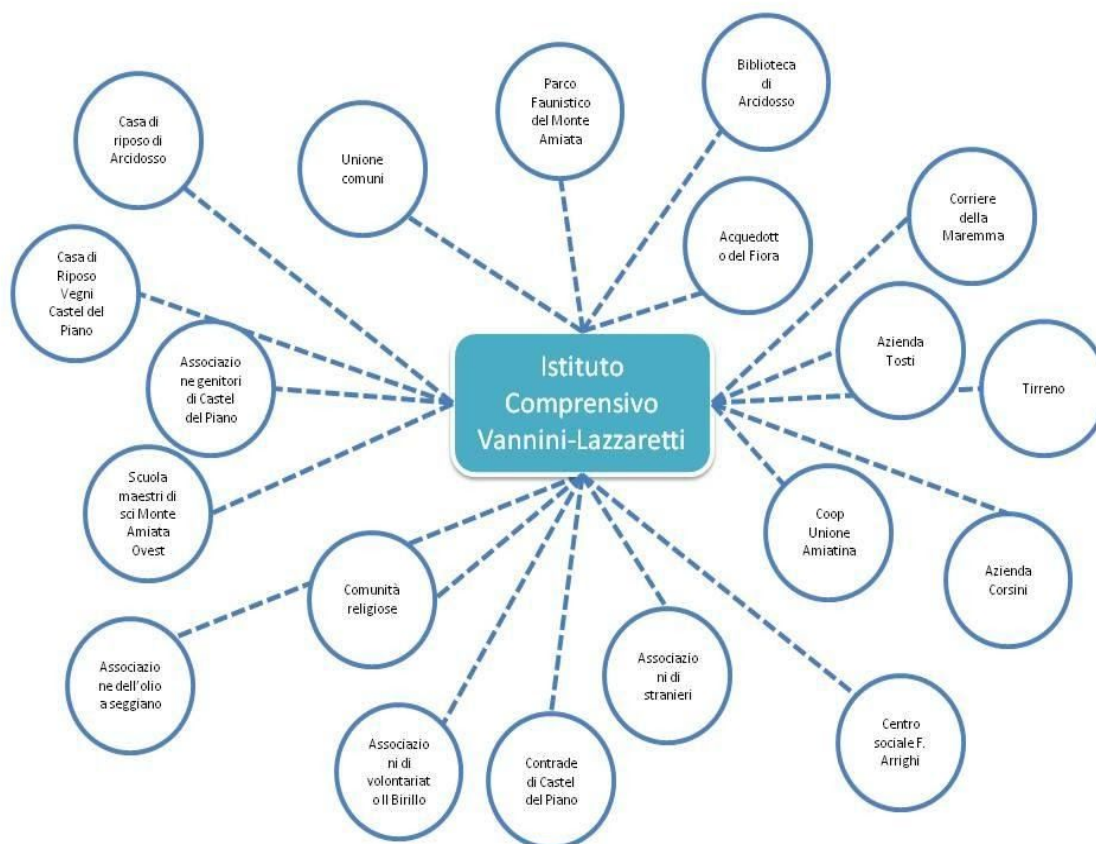 Biblioteca
di
Arcidosso
Parco
Faunistico
del Monte
Amiata
Casa di
riposo di
Arcidosso
Unione
comuni
Corriere
della
Maremma
Acquedott
o del Fiora
Casa di
Riposo
Vegni
Castel del
Piano
Azienda
Tosti
Tirreno
Associazio
ne genitori
di Castel
del Piano
Istituto
Comprensivo
Vannini-Lazzaretti
Scuola
maestri di
sci Monte
Amiata
Ovest
Coop
Unione
Amiatina
Azienda
Corsini
Comunità
religiose
Associazio
ne dell'olio
a seggiano
Associazio
ni di
stranieri
Centro
sociale F.
Arrighi
Associazio
ni di
volontariat
o Il Birillo
Contrade
di Castel
del Piano